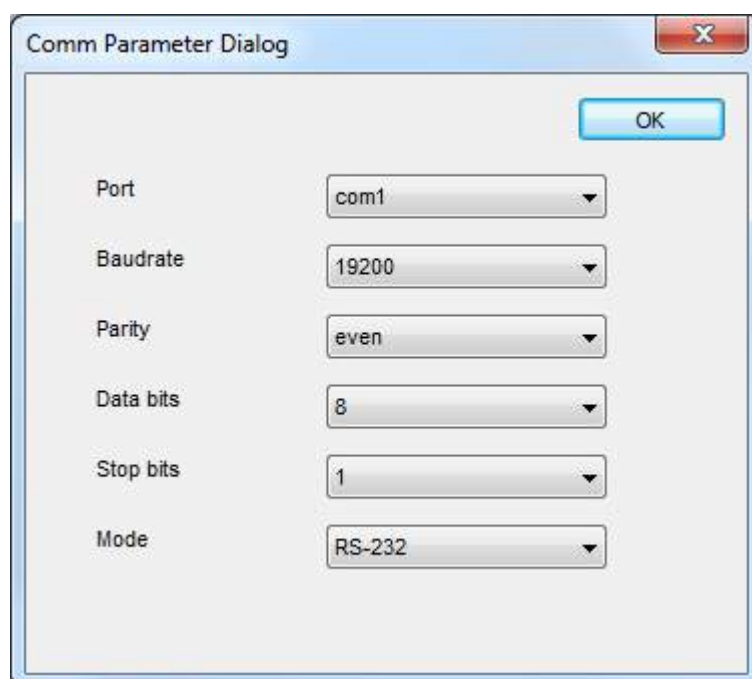 Comm Parameter Dialog
OK
Port com1
Baudrate 19200
Parity even
Data bits 8
Stop bits 1
Mode RS-232